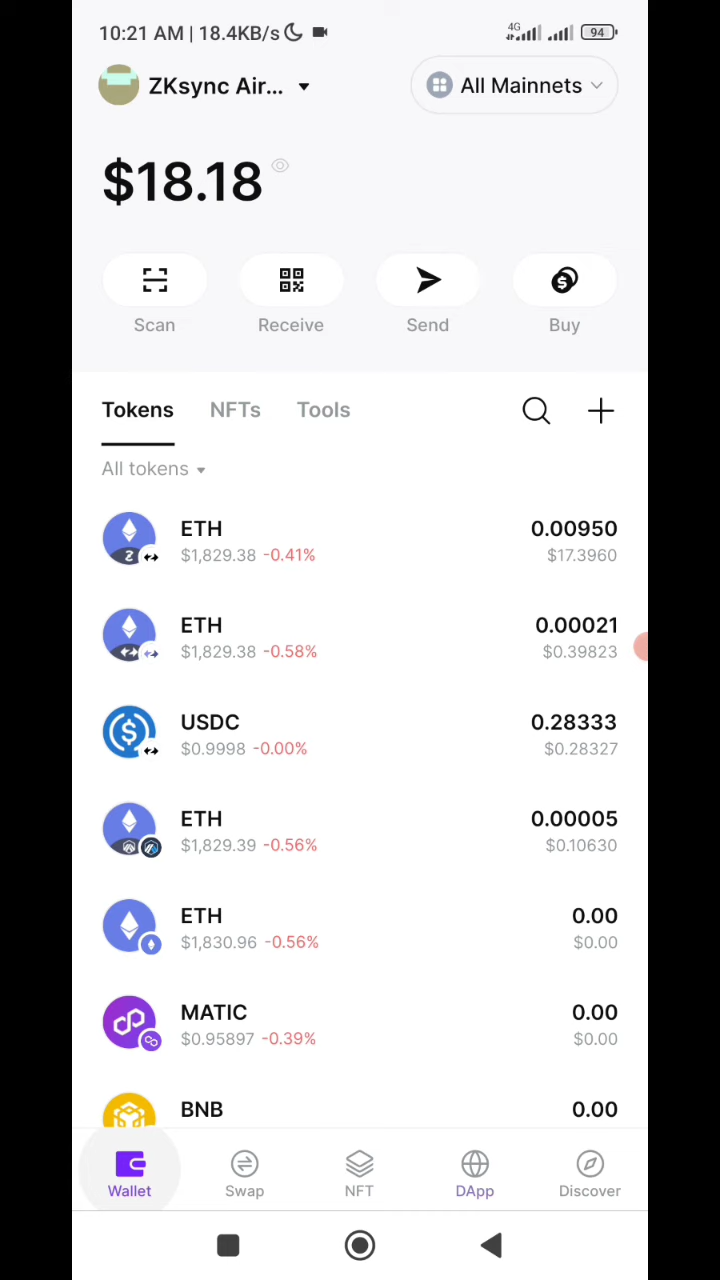 10:21 AM | 18.4KB/s 4G 94
ZKsync Air... All Mainnets
$18.18
Scan Receive Send Buy
Tokens NFTs Tools
All tokens
ETH 0.00950
$1,829.38 -0.41% $17.3960
ETH 0.00021
$1,829.38 -0.58% $0.39823
USDC 0.28333
$0.9998 -0.00% $0.28327
ETH 0.00005
$1,829.39 -0.56% $0.10630
ETH 0.00
$1,830.96 -0.56% $0.00
MATIC 0.00
$0.95897 -0.39% $0.00
BNB 0.00
Wallet Swap NFT DApp Discover